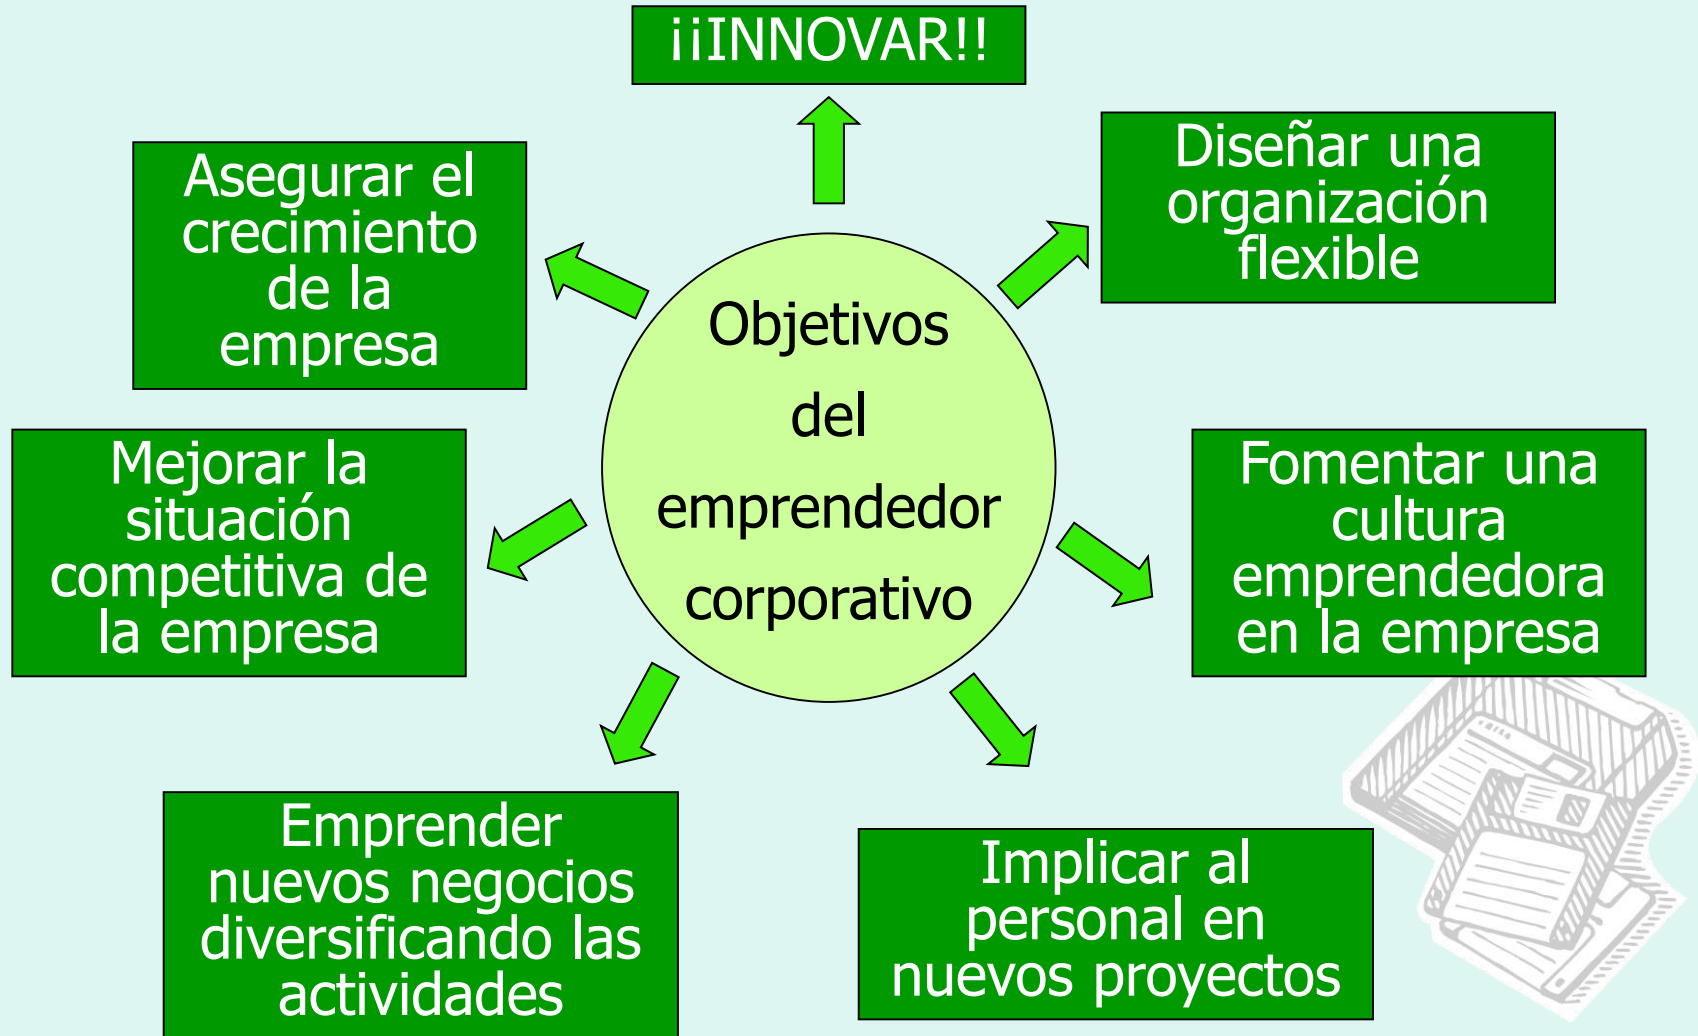 ¡¡INNOVAR!!
Asegurar el
crecimiento
de la
empresa
Diseñar una
organización
flexible
Objetivos
del
emprendedor
corporativo
Mejorar la
situación
competitiva de
la empresa
Fomentar una
cultura
emprendedora
en la empresa
Emprender
nuevos negocios
diversificando las
actividades
Implicar al
personal en
nuevos proyectos